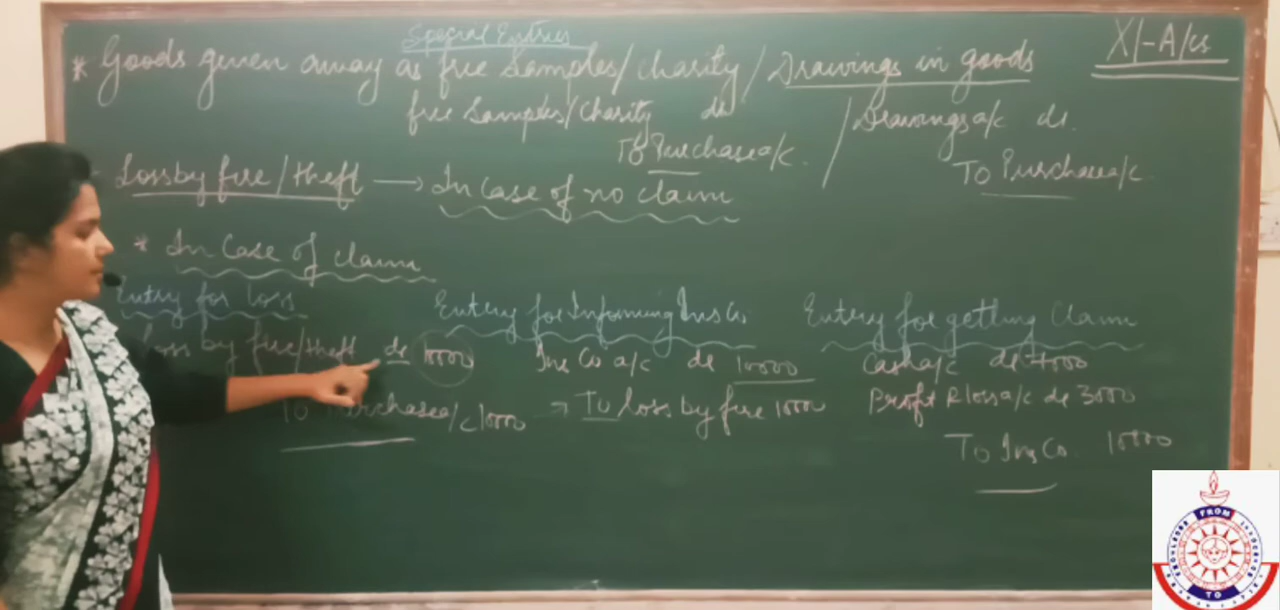 Special Entries
X1-A/cs
* Goods given away as free samples/charity/Drawings in goods
free samples/charity dr / Drawings a/c dr.
To Purchase a/c. To Purchase a/c.
Loss by fire/theft → In case of no claim
* In case of claim
Entry for loss Entry for Informing Ins Co. Entry for getting claim
loss by fire/theft dr 10000 Ins Co a/c dr 10000 Cash a/c dr 7000
To Purchase a/c 10000 → To loss by fire 10000 Profit & loss a/c dr 3000
To Ins Co. 10000
FROM
TO